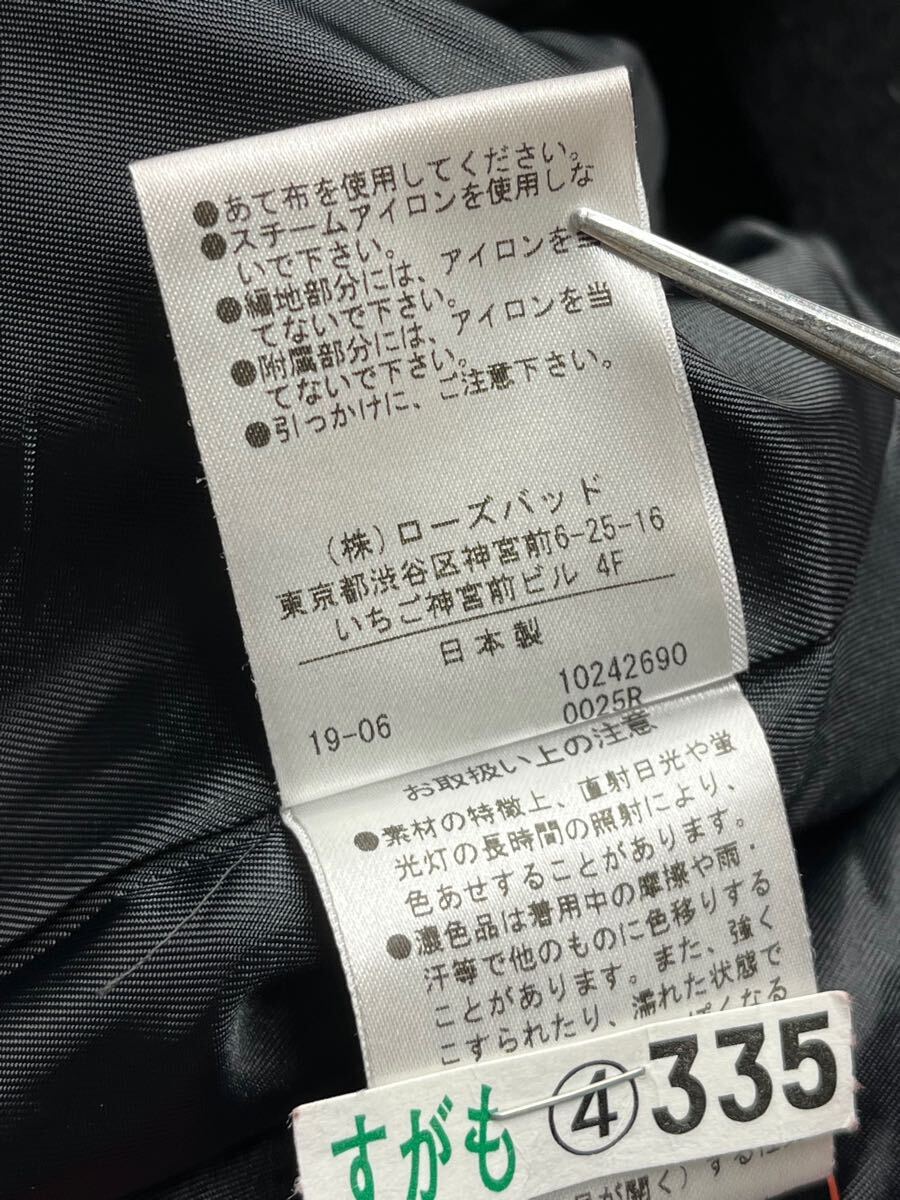 ●あて布を使用してください。
●スチームアイロンを使用しな
いで下さい。
●細地部分には、アイロンを当
てないで下さい。
●附属部分には、アイロンを当
てないで下さい。
●引っかけに、ご注意下さい。
(株)ローズバッド
東京都渋谷区神宮前6-25-16
いちご神宮前ビル 4F
日本製
10242690
19-06 0025R
お取扱い上の注意
●素材の特徴上、直射日光や蛍
光灯の長時間の照射により、
色あせすることがあります。
●濃色品は着用中の摩擦や雨・
汗等で他のものに色移りする
ことがあります。また、強く
こすられたり、濡れた状態で
ぽくなる
すがも ④335